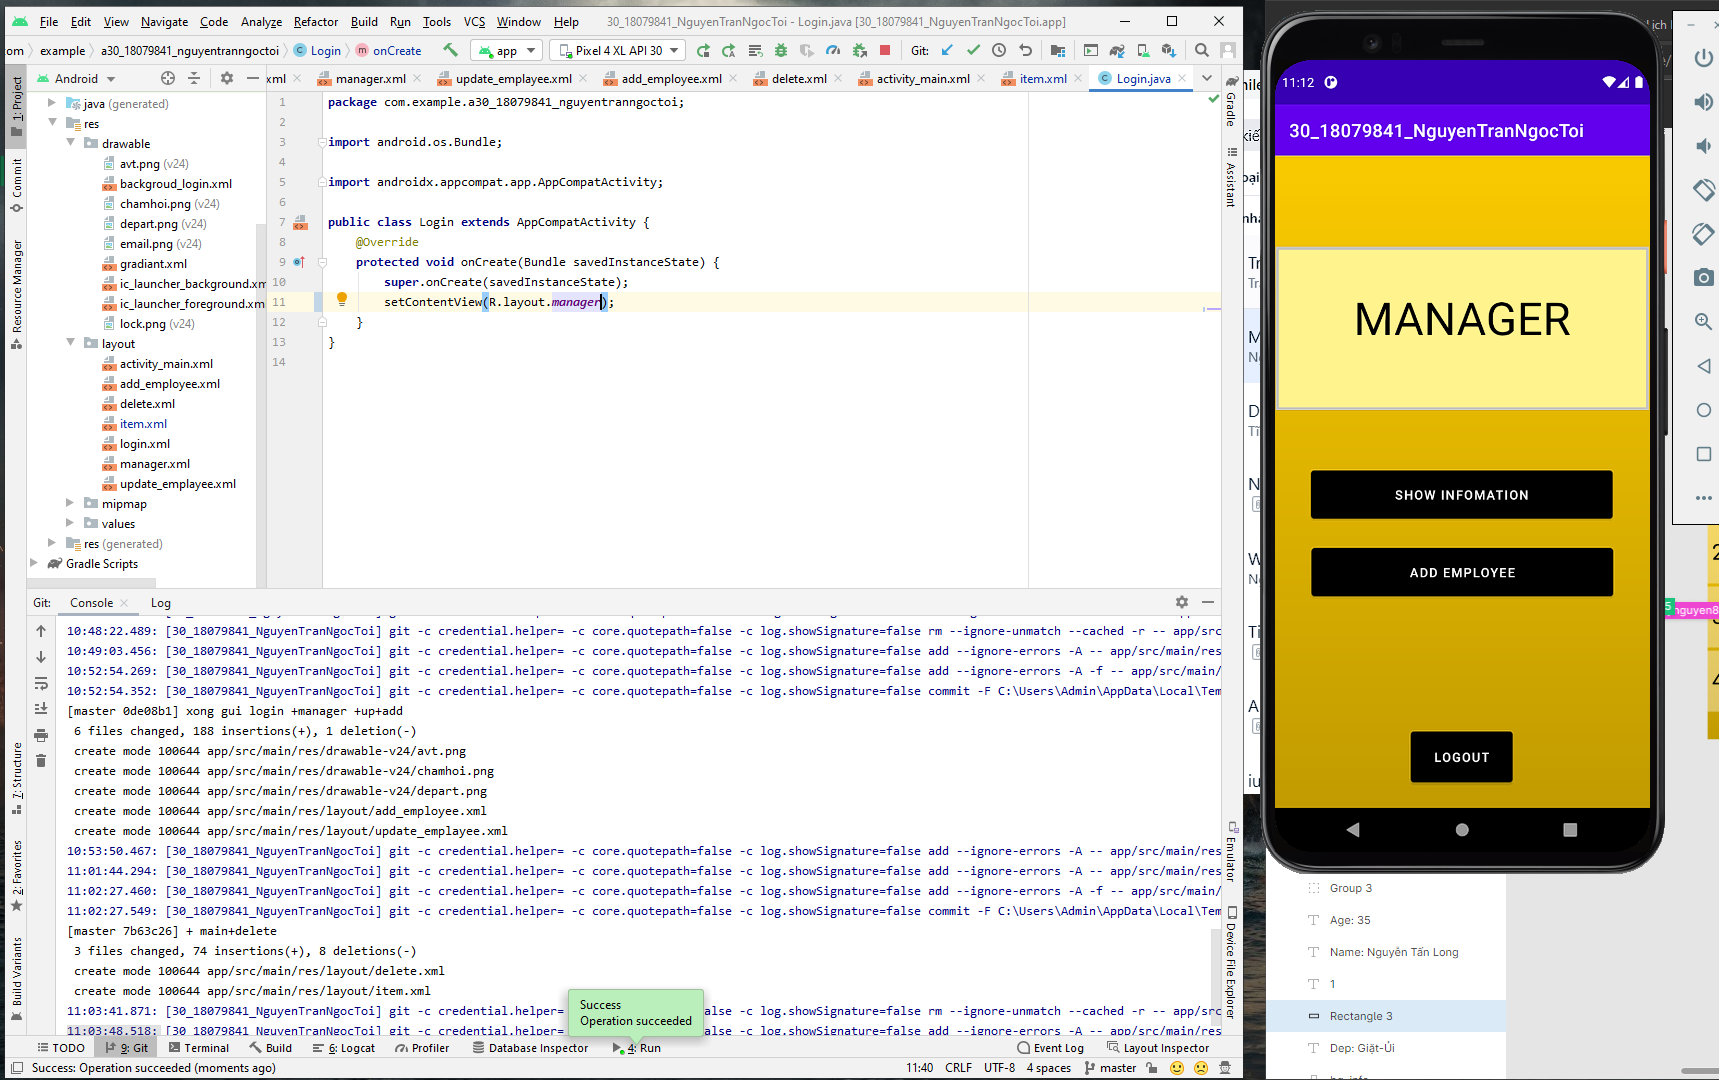 File Edit View Navigate Code Analyze Refactor Build Run Tools VCS Window Help 30_18079841_NguyenTranNgocToi - Login.java [30_18079841_NguyenTranNgocToi.app]
om example a30_18079841_nguyentranngoctoi Login onCreate app Pixel 4 XL API 30 Git:
Android
xml manager.xml update_emplayee.xml add_employee.xml delete.xml activity_main.xml item.xml Login.java
1: Project
Commit
Resource Manager
7: Structure
2: Favorites
Build Variants
java (generated)
res
drawable
avt.png (v24)
backgroud_login.xml
chamhoi.png (v24)
depart.png (v24)
email.png (v24)
gradiant.xml
ic_launcher_background.xm
ic_launcher_foreground.xm
lock.png (v24)
layout
activity_main.xml
add_employee.xml
delete.xml
item.xml
login.xml
manager.xml
update_emplayee.xml
mipmap
values
res (generated)
Gradle Scripts
1 package com.example.a30_18079841_nguyentranngoctoi;
2
3 import android.os.Bundle;
4
5 import androidx.appcompat.app.AppCompatActivity;
6
7 public class Login extends AppCompatActivity {
8 @Override
9 protected void onCreate(Bundle savedInstanceState) {
10 super.onCreate(savedInstanceState);
11 setContentView(R.layout.manager);
12 }
13 }
14
Gradle
Assistant
Emulator
Device File Explorer
Git: Console Log
10:48:22.489: [30_18079841_NguyenTranNgocToi] git -c credential.helper= -c core.quotepath=false -c log.showSignature=false rm --ignore-unmatch --cached -r -- app/src
10:49:03.456: [30_18079841_NguyenTranNgocToi] git -c credential.helper= -c core.quotepath=false -c log.showSignature=false add --ignore-errors -A -- app/src/main/res
10:52:54.269: [30_18079841_NguyenTranNgocToi] git -c credential.helper= -c core.quotepath=false -c log.showSignature=false add --ignore-errors -A -f -- app/src/main/
10:52:54.352: [30_18079841_NguyenTranNgocToi] git -c credential.helper= -c core.quotepath=false -c log.showSignature=false commit -F C:\Users\Admin\AppData\Local\Tem
[master 0de08b1] xong gui login +manager +up+add
6 files changed, 188 insertions(+), 1 deletion(-)
create mode 100644 app/src/main/res/drawable-v24/avt.png
create mode 100644 app/src/main/res/drawable-v24/chamhoi.png
create mode 100644 app/src/main/res/drawable-v24/depart.png
create mode 100644 app/src/main/res/layout/add_employee.xml
create mode 100644 app/src/main/res/layout/update_emplayee.xml
10:53:50.467: [30_18079841_NguyenTranNgocToi] git -c credential.helper= -c core.quotepath=false -c log.showSignature=false add --ignore-errors -A -- app/src/main/res
11:01:44.294: [30_18079841_NguyenTranNgocToi] git -c credential.helper= -c core.quotepath=false -c log.showSignature=false add --ignore-errors -A -- app/src/main/res
11:02:27.460: [30_18079841_NguyenTranNgocToi] git -c credential.helper= -c core.quotepath=false -c log.showSignature=false add --ignore-errors -A -f -- app/src/main/
11:02:27.549: [30_18079841_NguyenTranNgocToi] git -c credential.helper= -c core.quotepath=false -c log.showSignature=false commit -F C:\Users\Admin\AppData\Local\Tem
[master 7b63c26] + main+delete
3 files changed, 74 insertions(+), 8 deletions(-)
create mode 100644 app/src/main/res/layout/delete.xml
create mode 100644 app/src/main/res/layout/item.xml
11:03:41.871: [30_18079841_NguyenTranNgocToi] git -c credential.helper= -c core.quotepath=false -c log.showSignature=false rm --ignore-unmatch --cached -r -- app/src
11:03:48.518: [30_18079841_NguyenTranNgocToi] git -c credential.helper= -c core.quotepath=false -c log.showSignature=false add --ignore-errors -A -- app/src/main/res
Success
Operation succeeded
TODO 9: Git Terminal Build 6: Logcat Profiler Database Inspector 4: Run Event Log Layout Inspector
Success: Operation succeeded (moments ago) 11:40 CRLF UTF-8 4 spaces master
11:12
30_18079841_NguyenTranNgocToi
MANAGER
SHOW INFOMATION
ADD EMPLOYEE
LOGOUT
nguyen8
Group 3
Age: 35
Name: Nguyễn Tấn Long
1
Rectangle 3
Dep: Giặt-Ủi